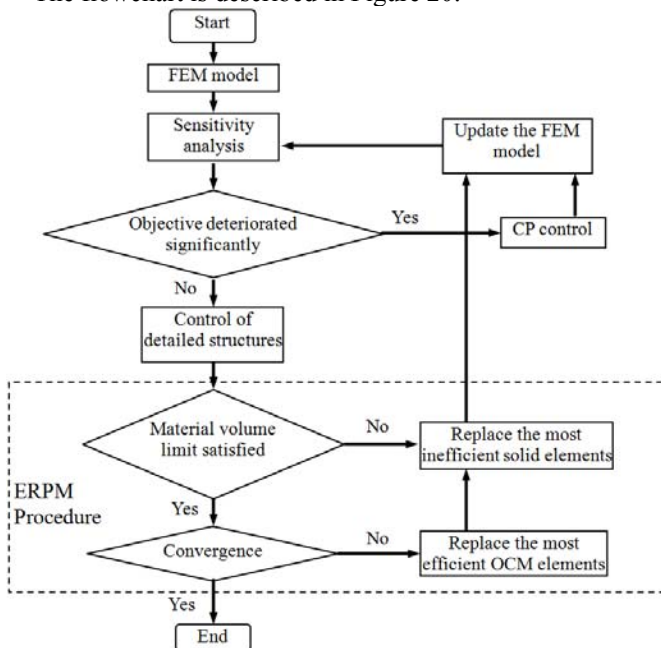 The flowchart is described in Figure 20.
Start
FEM model
Sensitivity
analysis
Update the FEM
model
Objective deteriorated
significantly
Yes
CP control
No
Control of
detailed structures
Material volume
limit satisfied
No
Replace the most
inefficient solid elements
ERPM
Procedure
Yes
Convergence
No
Replace the most
efficient OCM elements
Yes
End